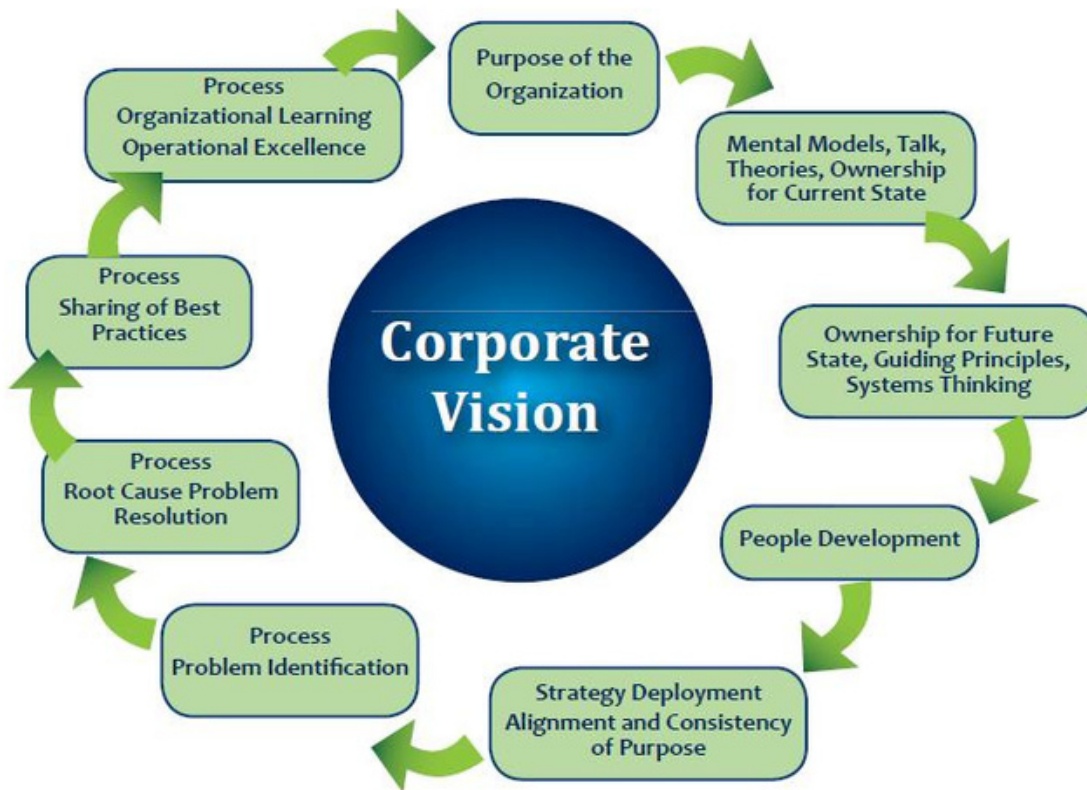 Purpose of the
Organization
Mental Models, Talk,
Theories, Ownership
for Current State
Ownership for Future
State, Guiding Principles,
Systems Thinking
People Development
Strategy Deployment
Alignment and Consistency
of Purpose
Process
Problem Identification
Process
Root Cause Problem
Resolution
Process
Sharing of Best
Practices
Process
Organizational Learning
Operational Excellence
Corporate
Vision